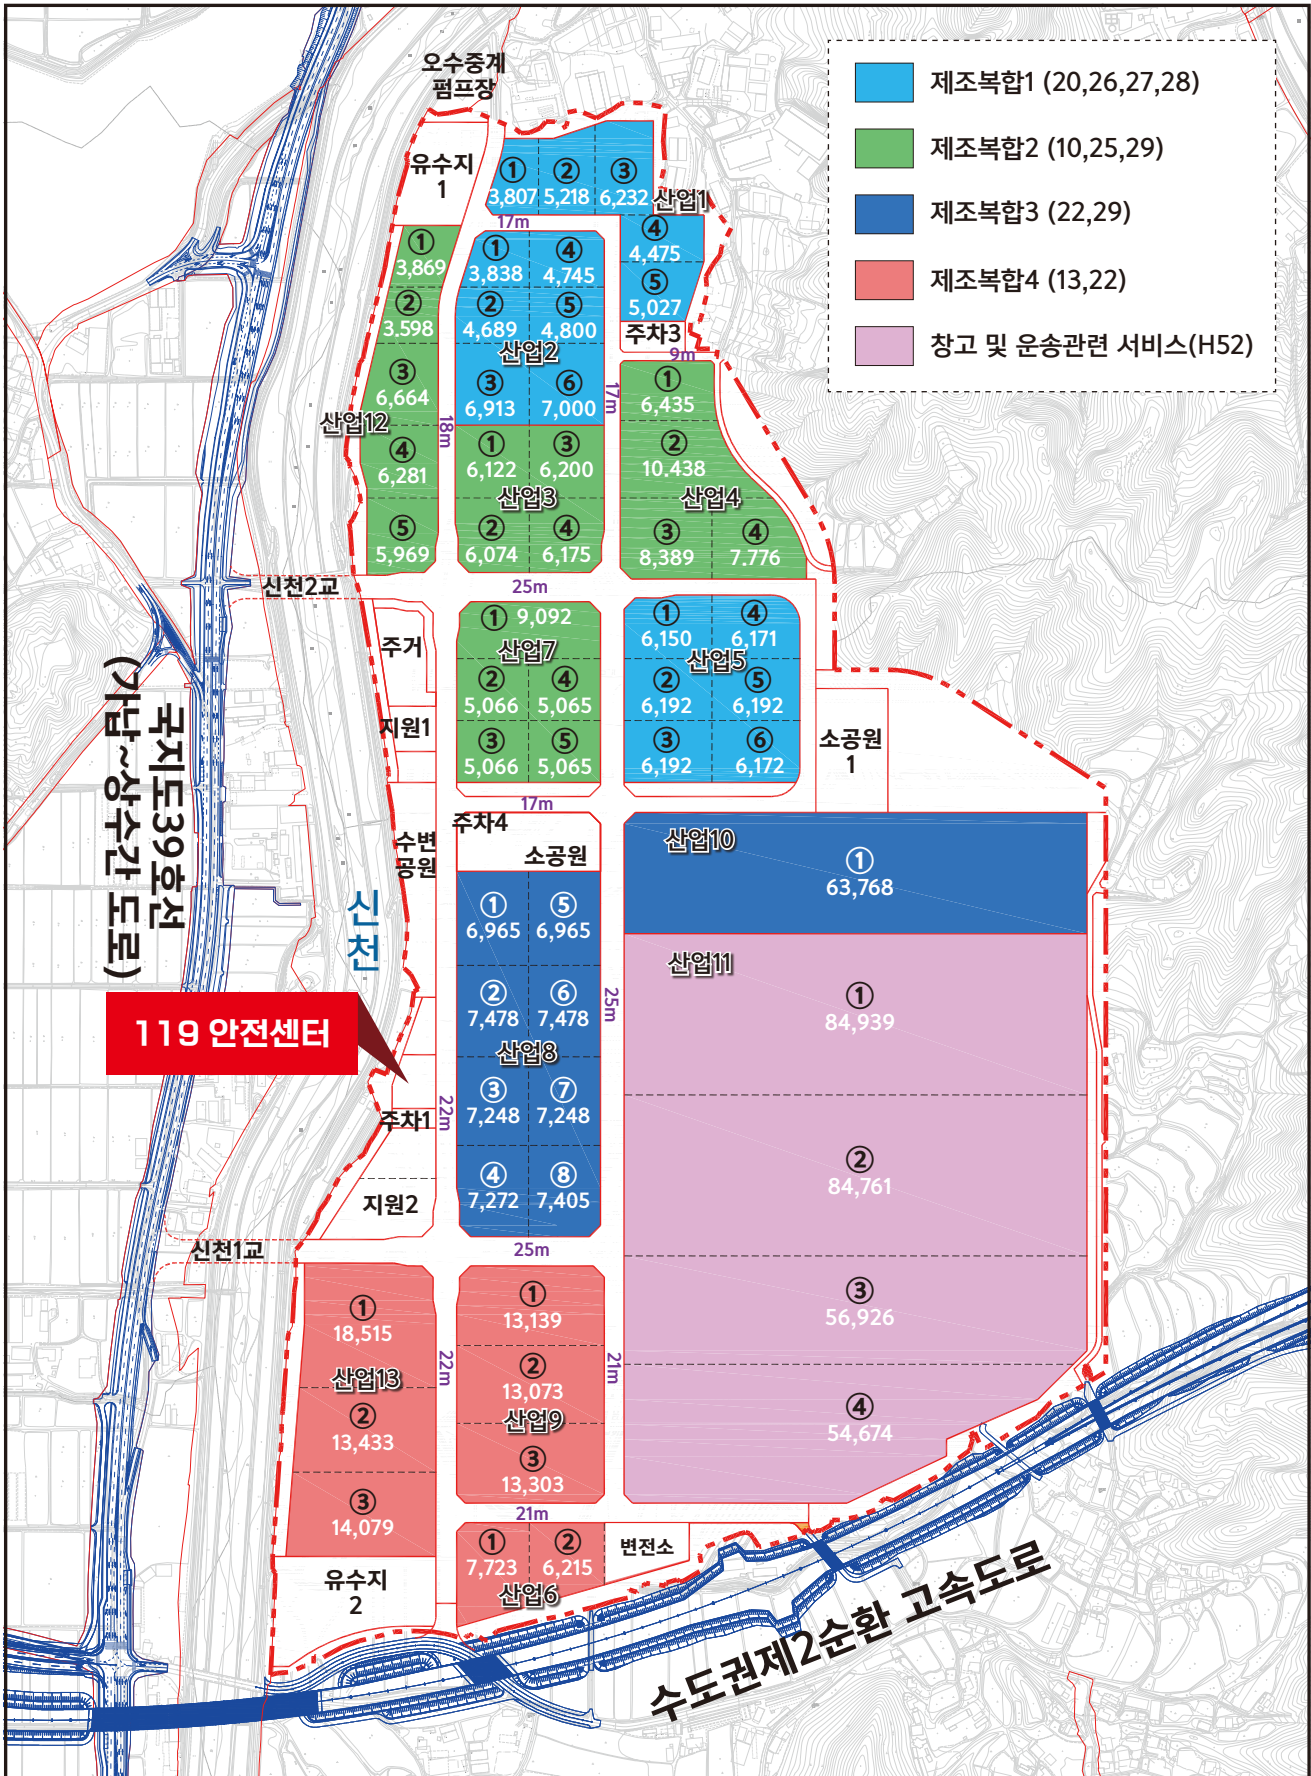 오수중계
펌프장
제조복합1 (20,26,27,28)
제조복합2 (10,25,29)
제조복합3 (22,29)
제조복합4 (13,22)
창고 및 운송관련 서비스(H52)
유수지
1
① ② ③
3,807 5,218 6,232
산업1
④
4,475
⑤
5,027
주차3
17m
9m
① ④
3,838 4,745
② ⑤
4,689 4,800
산업2
③ ⑥
6,913 7,000
17m
①
3,869
②
3.598
③
6,664
산업12
④
6,281
⑤
5,969
18m
① ③
6,122 6,200
산업3
② ④
6,074 6,175
①
6,435
②
10.438
산업4
③ ④
8,389 7.776
신천2교
25m
주거
지원1
① 9,092
산업7
② ④
5,066 5,065
③ ⑤
5,066 5,065
① ④
6,150 6,171
산업5
② ⑤
6,192 6,192
③ ⑥
6,192 6,172
소공원
1
17m
국지도39호선
(가남~상수간 도로)
수변
공원
신천
주차4
소공원
① ⑤
6,965 6,965
② ⑥
7,478 7,478
산업8
③ ⑦
7,248 7,248
④ ⑧
7,272 7,405
25m
산업10
①
63,768
산업11
①
84,939
②
84,761
③
56,926
④
54,674
119 안전센터
22m
주차1
지원2
신천1교
25m
①
18,515
산업13
②
13,433
③
14,079
22m
①
13,139
②
13,073
산업9
③
13,303
21m
21m
① ②
7,723 6,215
산업6
변전소
유수지
2
수도권제2순환 고속도로